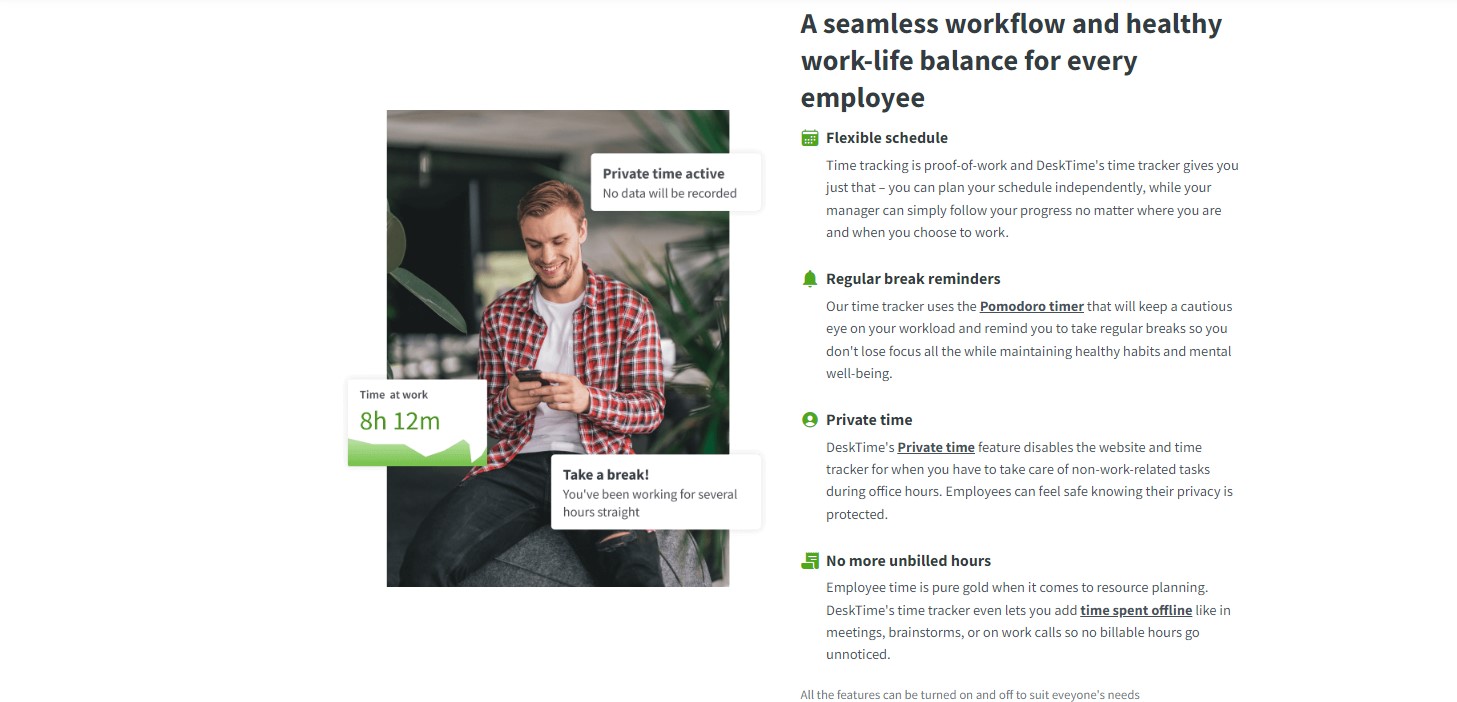 A seamless workflow and healthy
work-life balance for every
employee
Flexible schedule
Time tracking is proof-of-work and DeskTime's time tracker gives you
just that – you can plan your schedule independently, while your
manager can simply follow your progress no matter where you are
and when you choose to work.
Regular break reminders
Our time tracker uses the Pomodoro timer that will keep a cautious
eye on your workload and remind you to take regular breaks so you
don't lose focus all the while maintaining healthy habits and mental
well-being.
Private time
DeskTime's Private time feature disables the website and time
tracker for when you have to take care of non-work-related tasks
during office hours. Employees can feel safe knowing their privacy is
protected.
No more unbilled hours
Employee time is pure gold when it comes to resource planning.
DeskTime's time tracker even lets you add time spent offline like in
meetings, brainstorms, or on work calls so no billable hours go
unnoticed.
All the features can be turned on and off to suit eveyone's needs
Private time active
No data will be recorded
Time at work
8h 12m
Take a break!
You've been working for several
hours straight